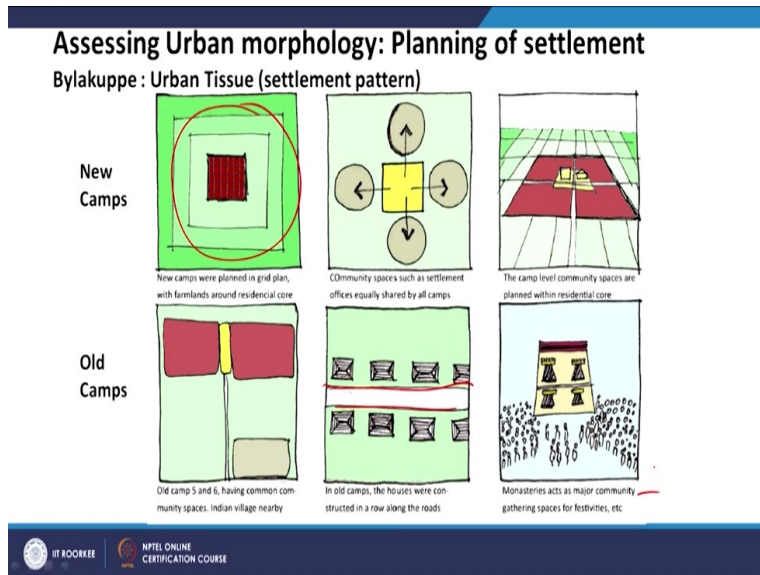 Assessing Urban morphology: Planning of settlement
Bylakuppe : Urban Tissue (settlement pattern)
New
Camps
New camps were planned in grid plan,
with farmlands around residencial core
COmmunity spaces such as settlement
offices equally shared by all camps
The camp level community spaces are
planned within residential core
Old
Camps
Old camp 5 and 6, having common com-
munity spaces. Indian village nearby
In old camps, the houses were con-
structed in a row along the roads
Monasteries acts as major community
gathering spaces for festivities, etc
IIT ROORKEE
NPTEL ONLINE
CERTIFICATION COURSE
NPTEL